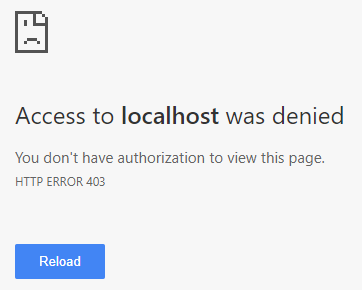 Access to localhost was denied
You don't have authorization to view this page.
HTTP ERROR 403
Reload